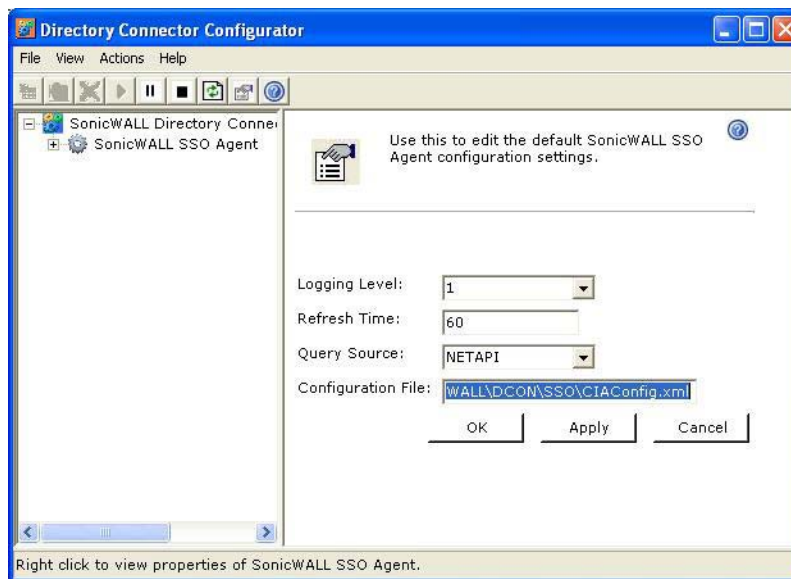 Directory Connector Configurator
File View Actions Help
SonicWALL Directory Connec
SonicWALL SSO Agent
Use this to edit the default SonicWALL SSO
Agent configuration settings.
Logging Level:
1
Refresh Time:
60
Query Source:
NETAPI
Configuration File:
WALL\DCON\SSO\CIAConfig.xml
OK Apply Cancel
Right click to view properties of SonicWALL SSO Agent.